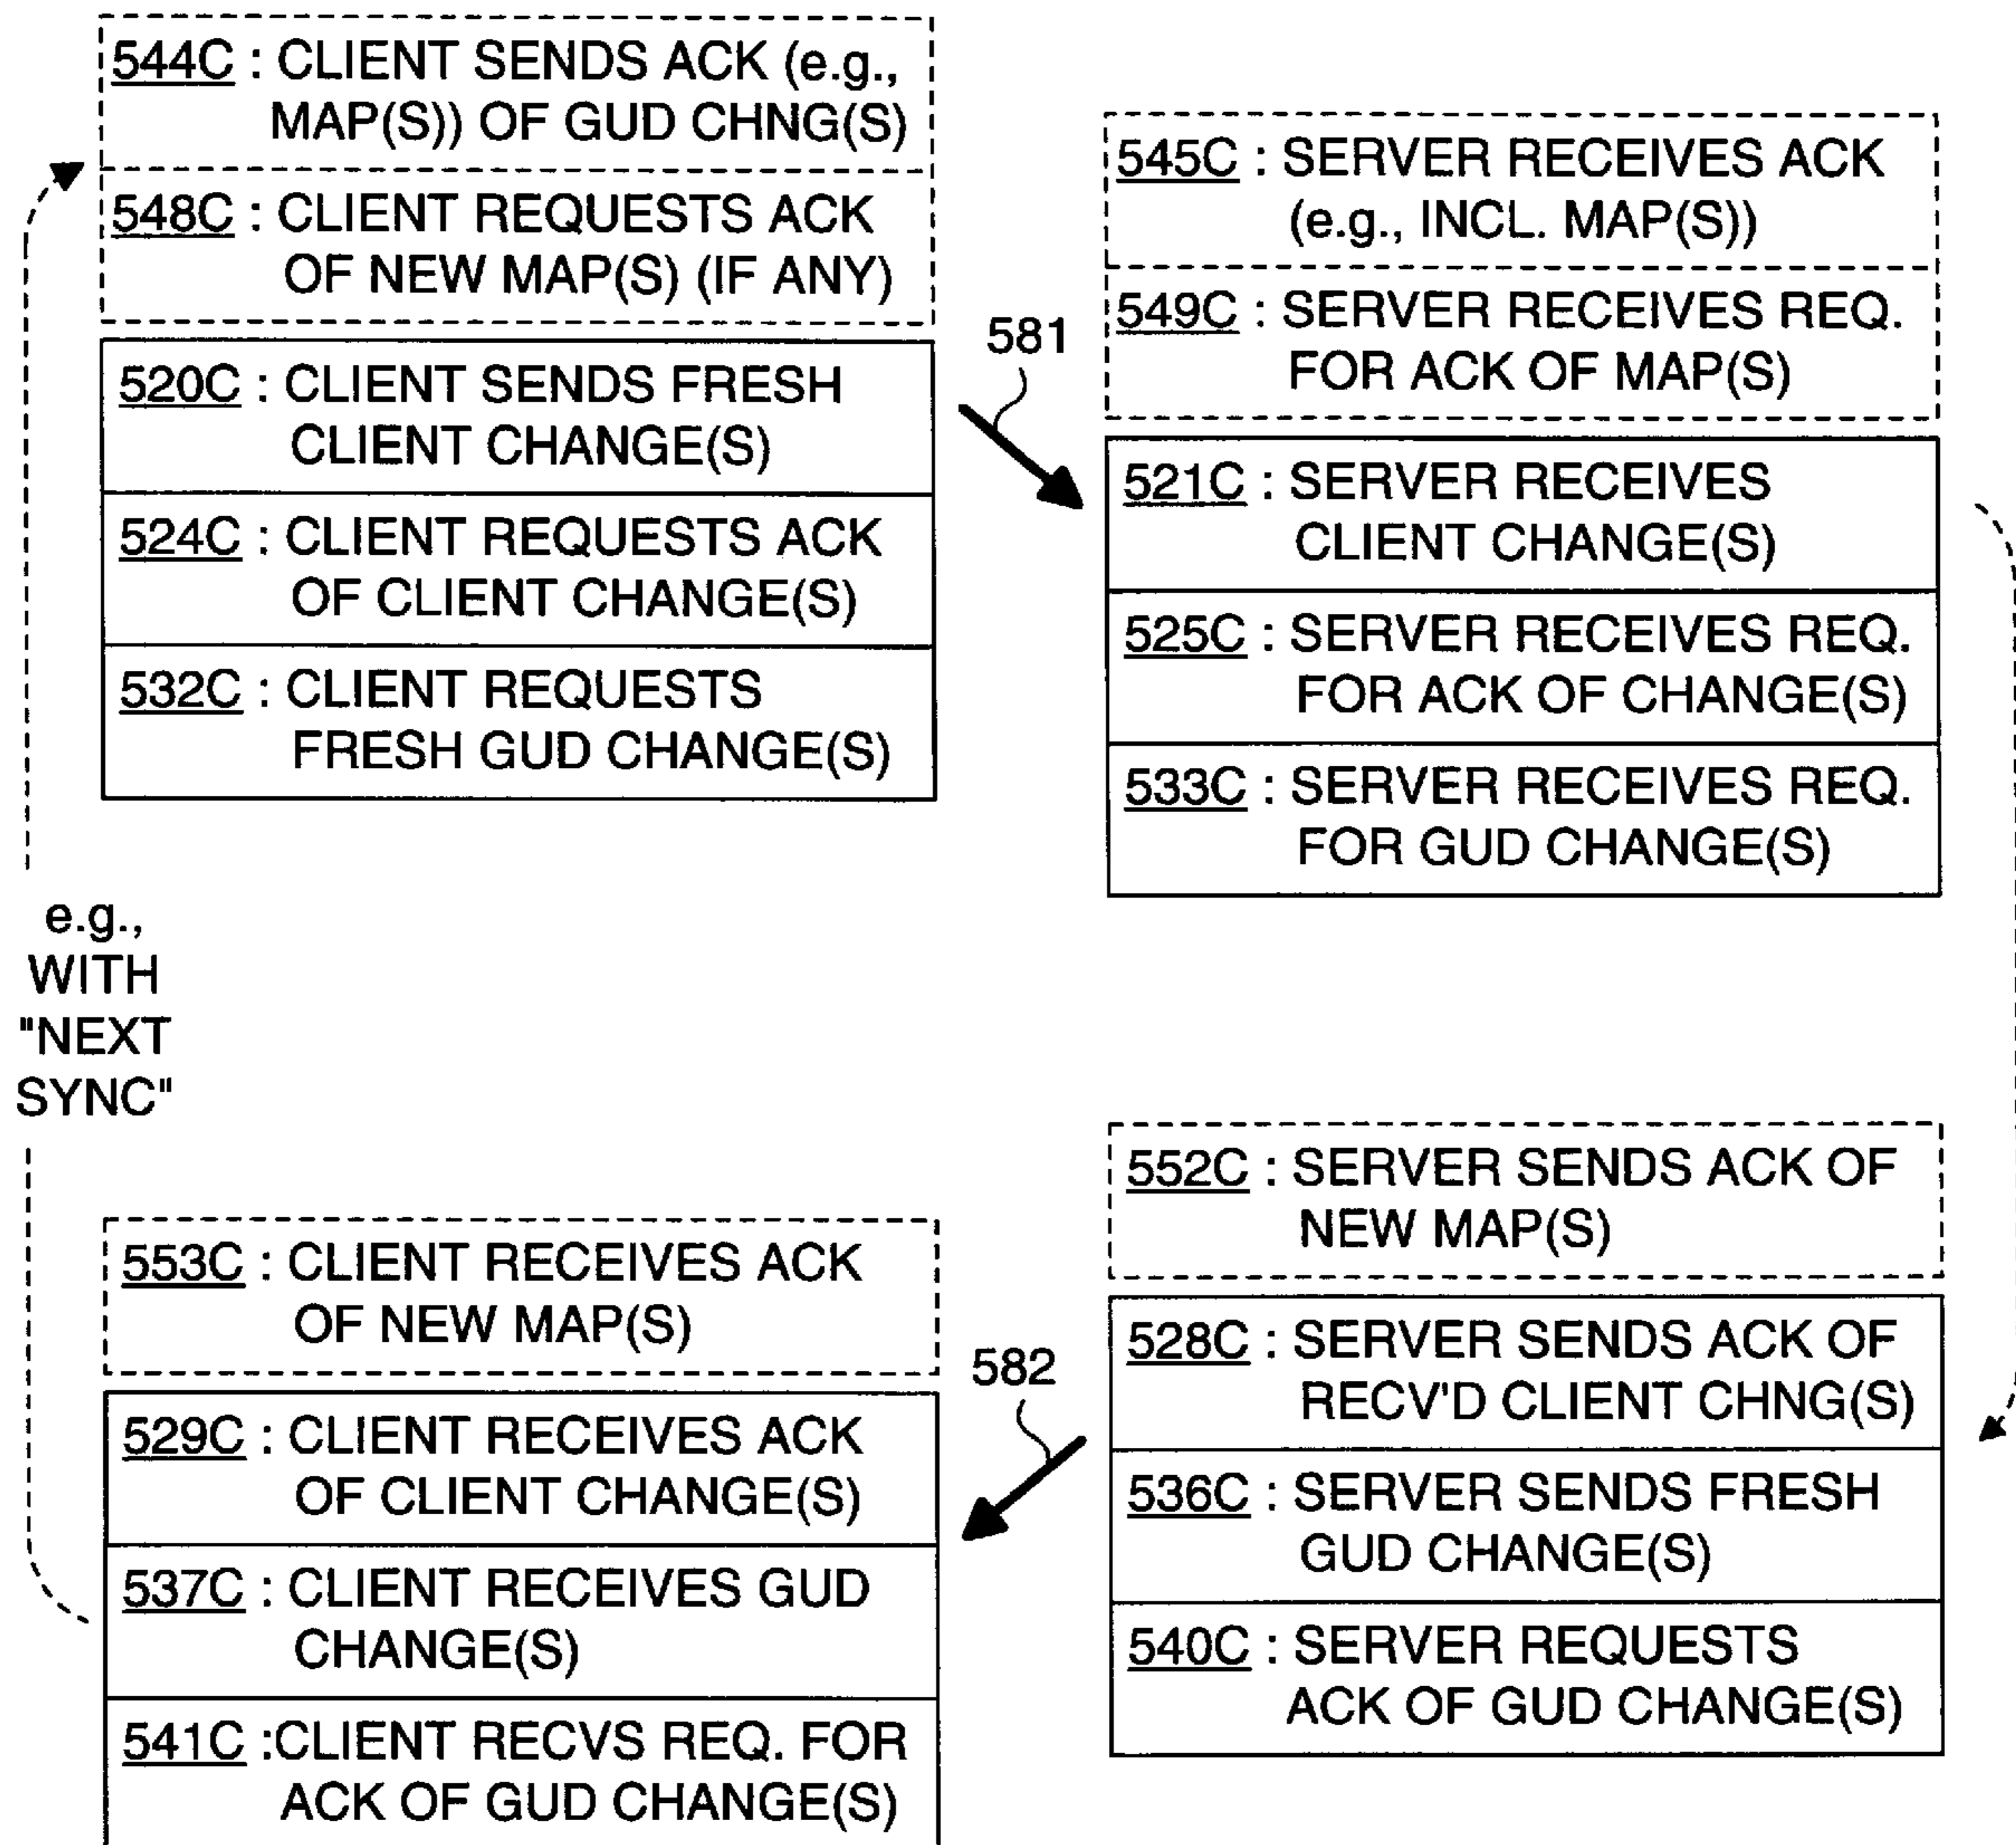 544C : CLIENT SENDS ACK (e.g.,
MAP(S)) OF GUD CHNG(S)
548C : CLIENT REQUESTS ACK
OF NEW MAP(S) (IF ANY)
520C : CLIENT SENDS FRESH
CLIENT CHANGE(S)
524C : CLIENT REQUESTS ACK
OF CLIENT CHANGE(S)
532C : CLIENT REQUESTS
FRESH GUD CHANGE(S)
581
545C : SERVER RECEIVES ACK
(e.g., INCL. MAP(S))
549C : SERVER RECEIVES REQ.
FOR ACK OF MAP(S)
521C : SERVER RECEIVES
CLIENT CHANGE(S)
525C : SERVER RECEIVES REQ.
FOR ACK OF CHANGE(S)
533C : SERVER RECEIVES REQ.
FOR GUD CHANGE(S)
e.g.,
WITH
"NEXT
SYNC"
552C : SERVER SENDS ACK OF
NEW MAP(S)
528C : SERVER SENDS ACK OF
RECV'D CLIENT CHNG(S)
536C : SERVER SENDS FRESH
GUD CHANGE(S)
540C : SERVER REQUESTS
ACK OF GUD CHANGE(S)
582
553C : CLIENT RECEIVES ACK
OF NEW MAP(S)
529C : CLIENT RECEIVES ACK
OF CLIENT CHANGE(S)
537C : CLIENT RECEIVES GUD
CHANGE(S)
541C :CLIENT RECVS REQ. FOR
ACK OF GUD CHANGE(S)